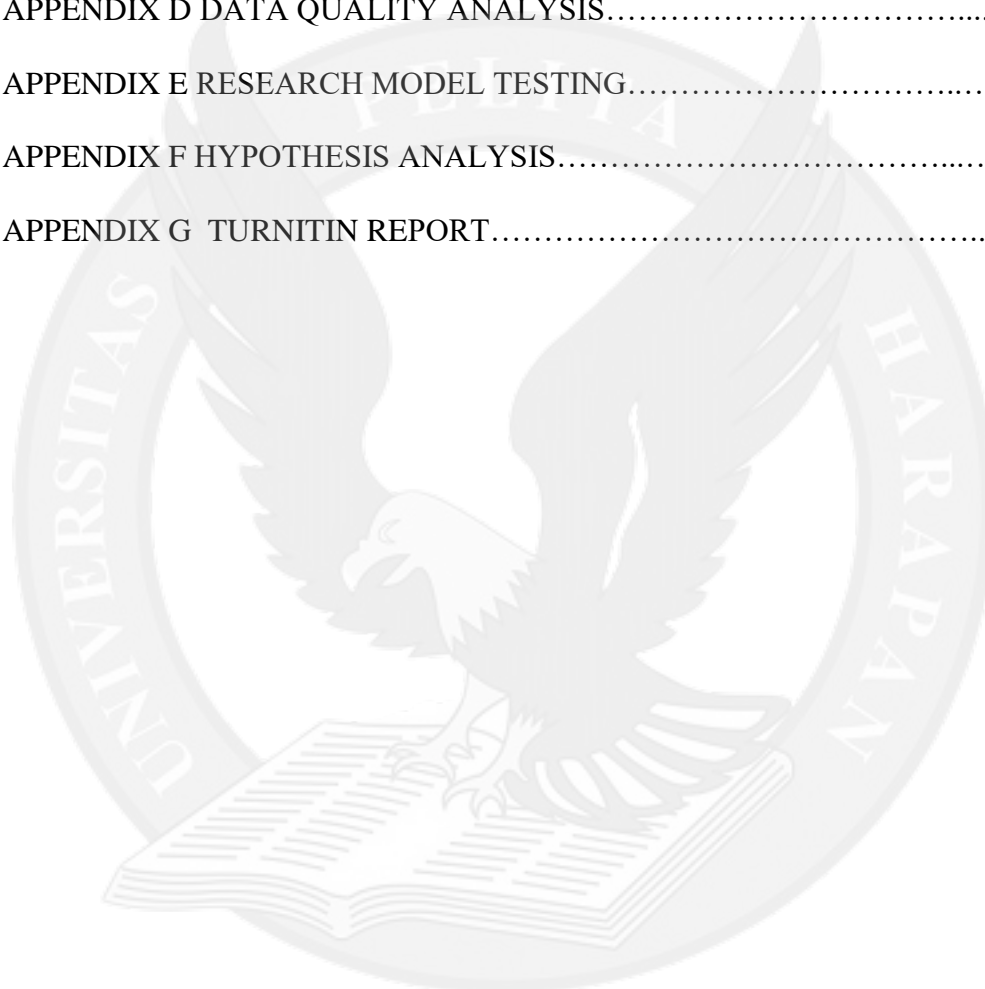 APPENDIX D DATA QUALITY ANALYSIS……………………………...
APPENDIX E RESEARCH MODEL TESTING…………………………..…
APPENDIX F HYPOTHESIS ANALYSIS………………………………..…
APPENDIX G  TURNITIN REPORT………………………………………..
UNIVERSITAS PELITA HARAPAN